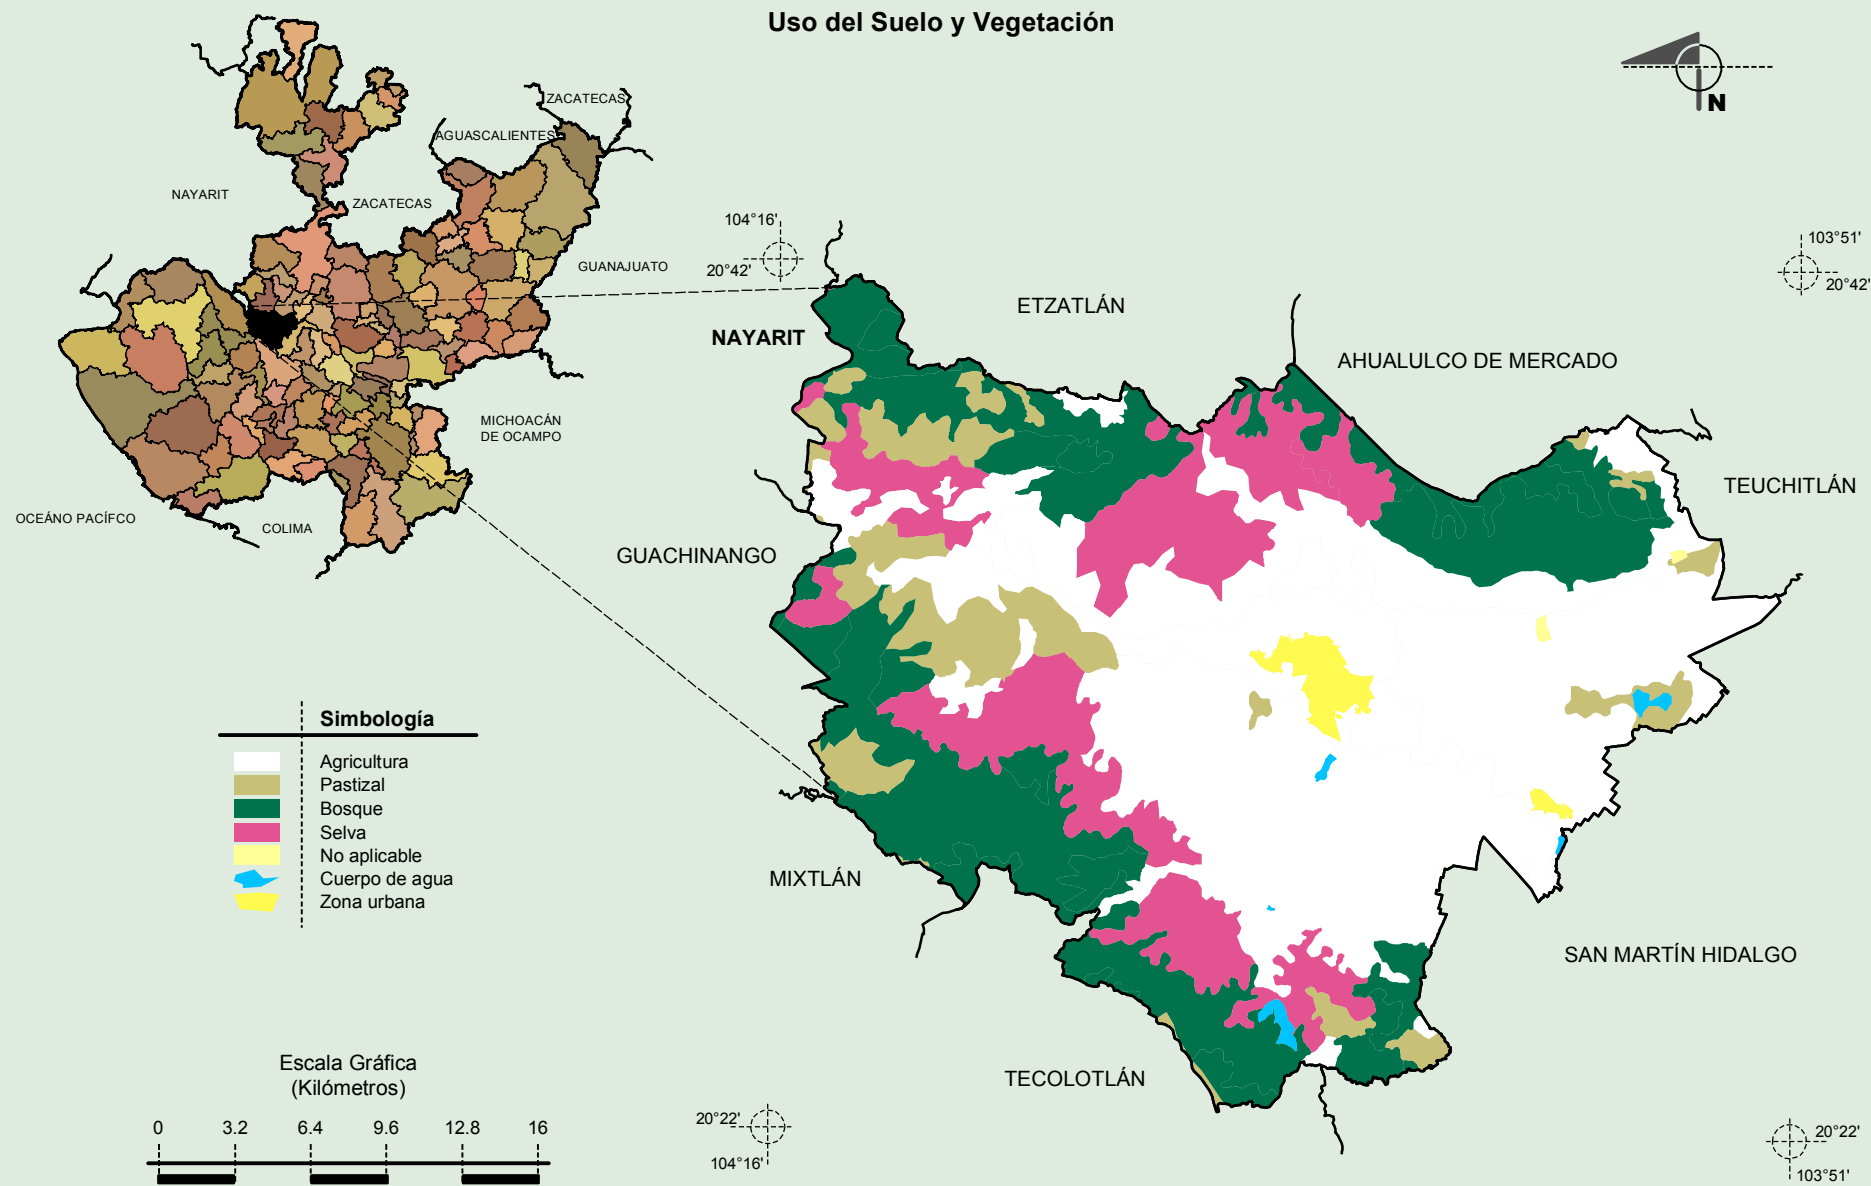 Uso del Suelo y Vegetación
N
ZACATECAS
AGUASCALIENTES
NAYARIT
ZACATECAS
GUANAJUATO
MICHOACÁN
DE OCAMPO
OCEÁNO PACÍFCO
COLIMA
104°16'
20°42'
103°51'
20°42'
ETZATLÁN
NAYARIT
AHUALULCO DE MERCADO
TEUCHITLÁN
GUACHINANGO
MIXTLÁN
SAN MARTÍN HIDALGO
TECOLOTLÁN
Simbología
Agricultura
Pastizal
Bosque
Selva
No aplicable
Cuerpo de agua
Zona urbana
Escala Gráfica
(Kilómetros)
0 3.2 6.4 9.6 12.8 16
20°22'
104°16'
20°22'
103°51'